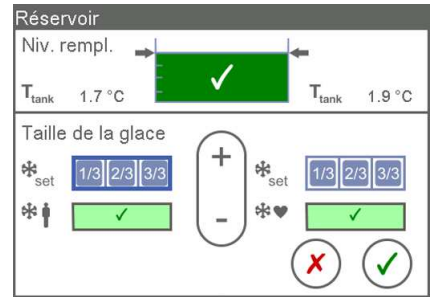 Réservoir
Niv. rempl.
Ttank 1.7 °C
Ttank 1.9 °C
Taille de la glace
set 1/3 2/3 3/3
+
set 1/3 2/3 3/3
-